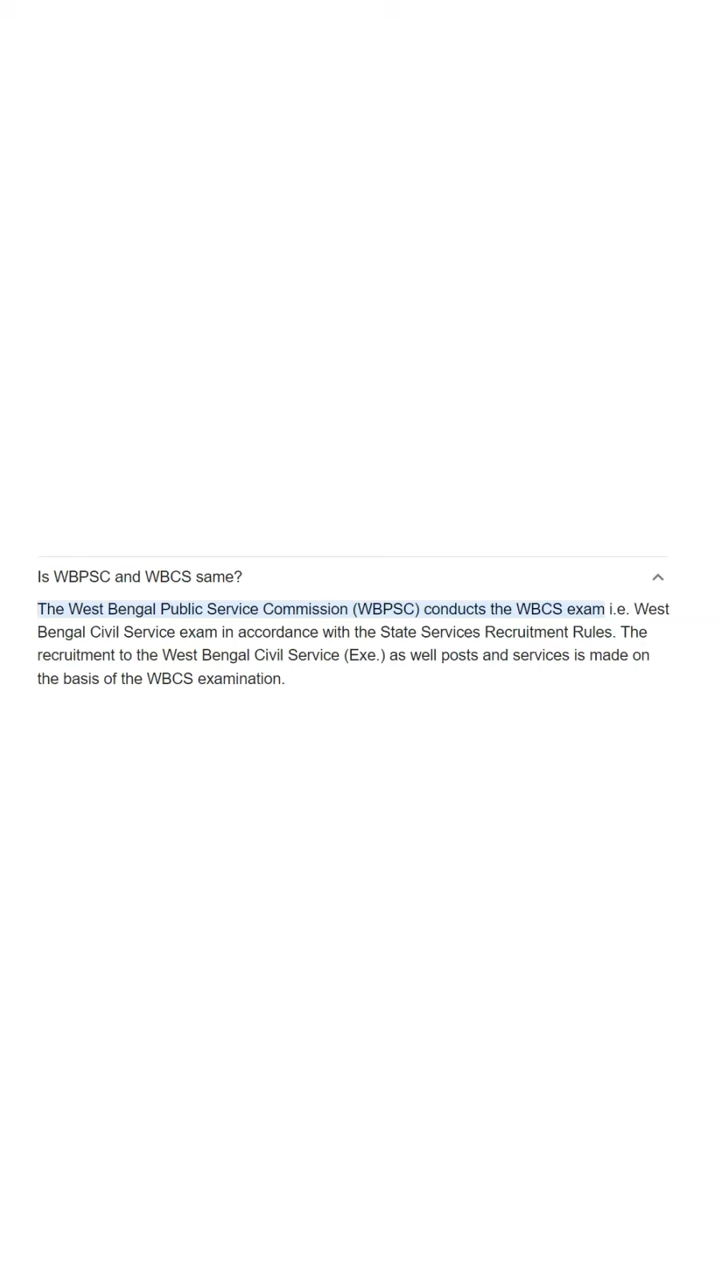 Is WBPSC and WBCS same?
The West Bengal Public Service Commission (WBPSC) conducts the WBCS exam i.e. West
Bengal Civil Service exam in accordance with the State Services Recruitment Rules. The
recruitment to the West Bengal Civil Service (Exe.) as well posts and services is made on
the basis of the WBCS examination.